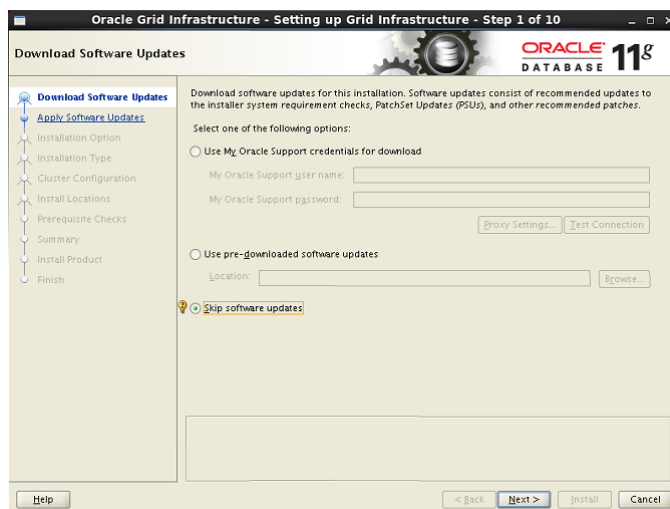 Oracle Grid Infrastructure - Setting up Grid Infrastructure - Step 1 of 10
Download Software Updates
ORACLE
DATABASE
11g
Download Software Updates
Apply Software Updates
Installation Option
Installation Type
Cluster Configuration
Install Locations
Prerequisite Checks
Summary
Install Product
Finish
Download software updates for this installation. Software updates consist of recommended updates to
the installer system requirement checks, PatchSet Updates (PSUs), and other recommended patches.
Select one of the following options:
Use My Oracle Support credentials for download
My Oracle Support user name:
My Oracle Support password:
Proxy Settings... Test Connection
Use pre-downloaded software updates
Location: Browse...
Skip software updates
Help < Back Next > Install Cancel